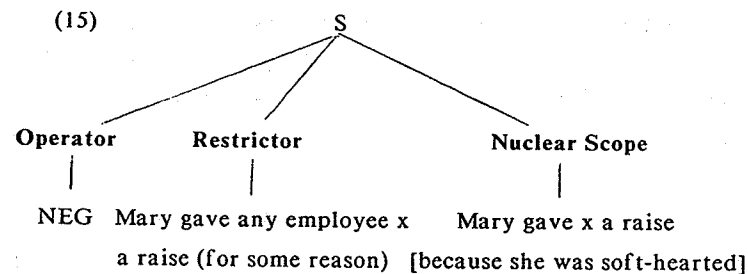 (15)
S
Operator Restrictor Nuclear Scope
NEG Mary gave any employee x Mary gave x a raise
a raise (for some reason) [because she was soft-hearted]